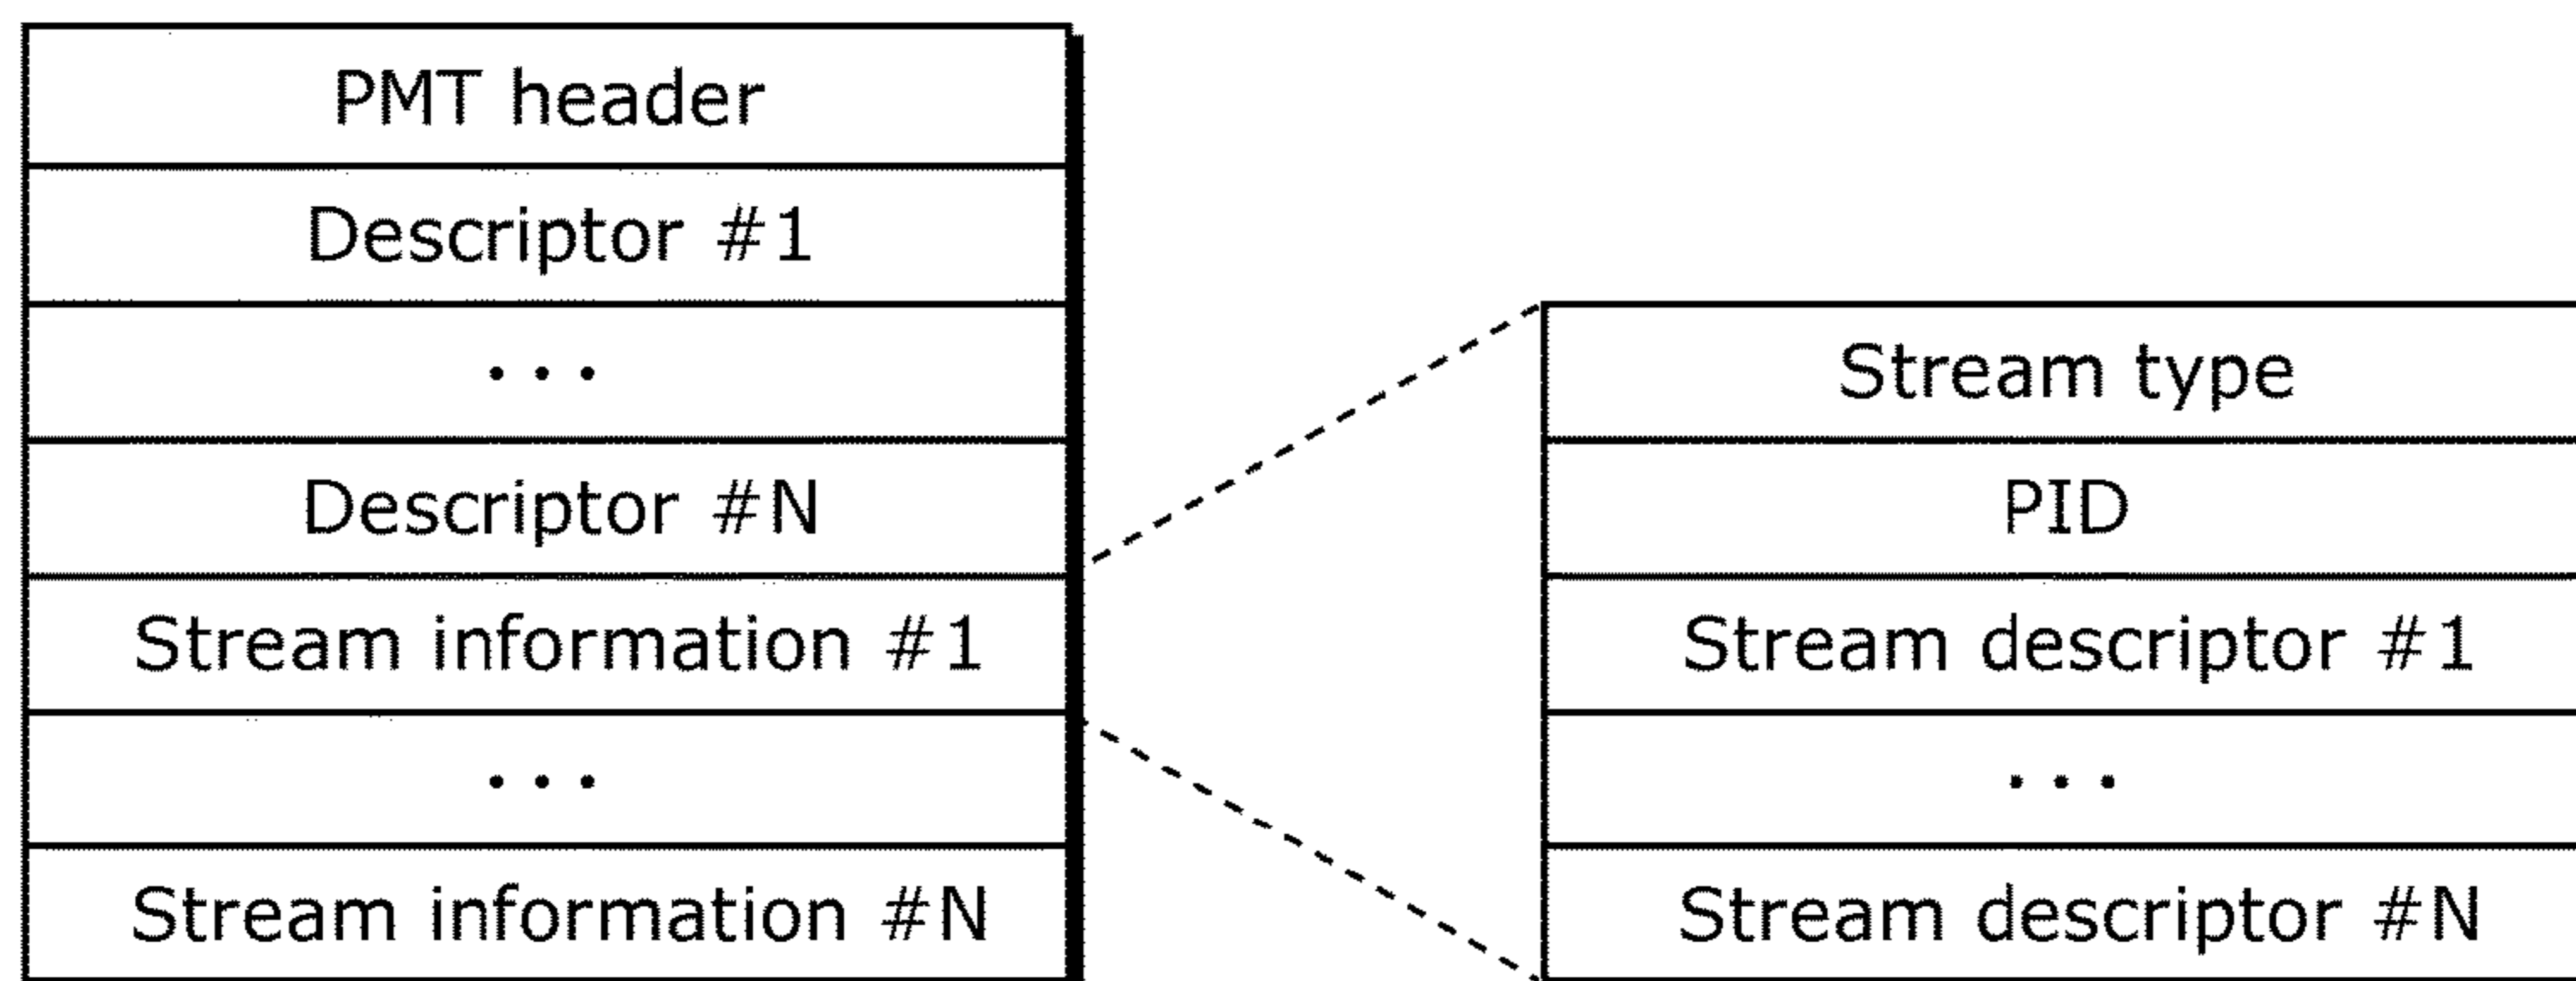 PMT header
Descriptor #1
...
Descriptor #N
Stream information #1
...
Stream information #N
Stream type
PID
Stream descriptor #1
...
Stream descriptor #N